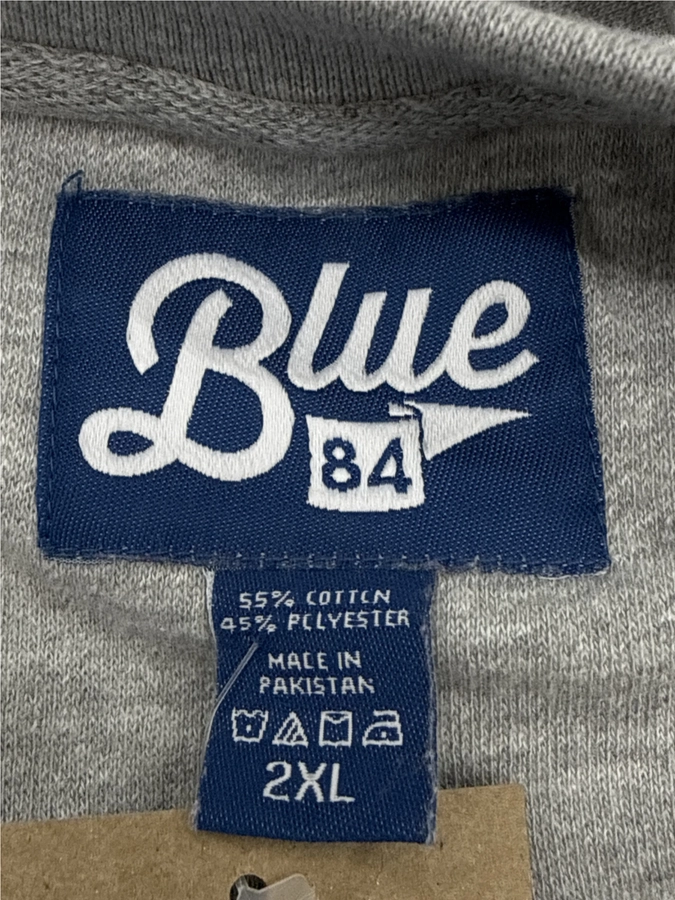 Blue
84
55% COTTON
45% POLYESTER
MADE IN
PAKISTAN
2XL